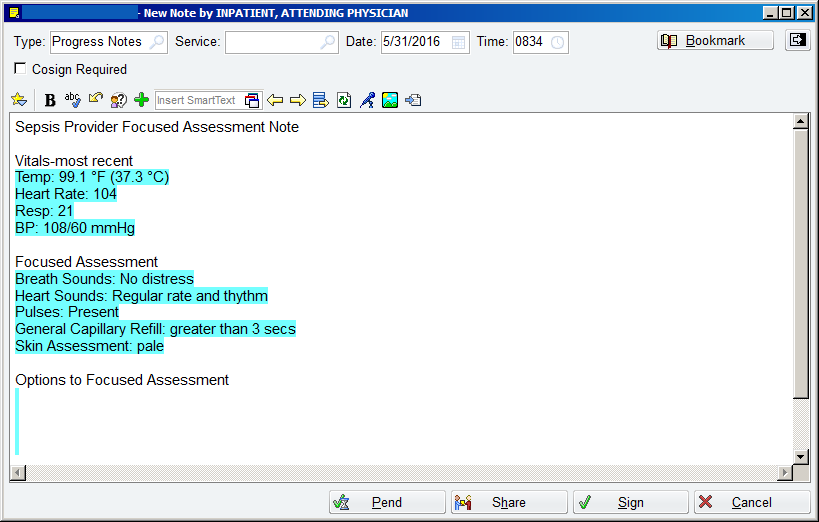 - New Note by INPATIENT, ATTENDING PHYSICIAN
Type: Progress Notes Service: Date: 5/31/2016 Time: 0834 Bookmark
Cosign Required
B abc Insert SmartText
Sepsis Provider Focused Assessment Note
Vitals-most recent
Temp: 99.1 °F (37.3 °C)
Heart Rate: 104
Resp: 21
BP: 108/60 mmHg
Focused Assessment
Breath Sounds: No distress
Heart Sounds: Regular rate and thythm
Pulses: Present
General Capillary Refill: greater than 3 secs
Skin Assessment: pale
Options to Focused Assessment
Pend Share Sign Cancel